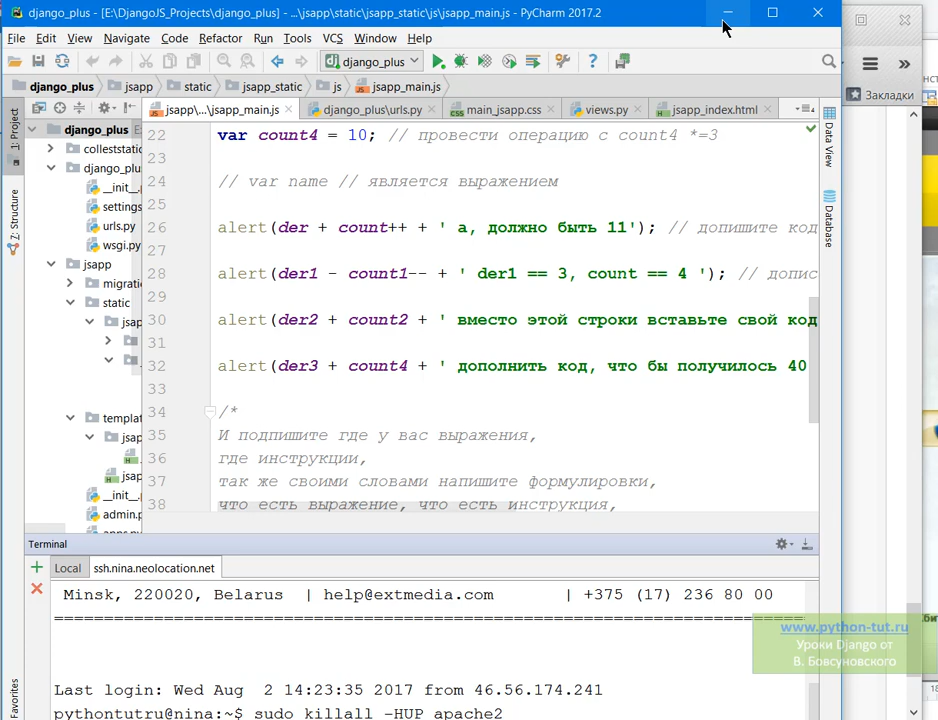 django_plus - [E:\DjangoJS_Projects\django_plus] - ...\jsapp\static\jsapp_static\js\jsapp_main.js - PyCharm 2017.2
File Edit View Navigate Code Refactor Run Tools VCS Window Help
django_plus
django_plus jsapp static jsapp_static js jsapp_main.js
Закладки
1: Project
Z: Structure
Favorites
django_plus
colleststatic
django_plu
__init__.
settings
urls.py
wsgi.py
jsapp
migratio
static
jsap
templat
jsap
jsap
__init__.p
admin.p
jsapp\...\jsapp_main.js django_plus\urls.py main_jsapp.css views.py jsapp_index.html
22 var count4 = 10; // провести операцию с count4 *=3
23
24 // var name // является выражением
25
26 alert(der + count++ + ' a, должно быть 11'); // допишите код
27
28 alert(der1 - count1-- + ' der1 == 3, count == 4 '); // допис
29
30 alert(der2 + count2 + ' вместо этой строки вставьте свой код
31
32 alert(der3 + count4 + ' дополнить код, что бы получилось 40
33
34 /*
35 И подпишите где у вас выражения,
36 где инструкции,
37 так же своими словами напишите формулировки,
38 что есть выражение, что есть инструкция,
Data View
Database
Terminal
Local ssh.nina.neolocation.net
Minsk, 220020, Belarus | help@extmedia.com | +375 (17) 236 80 00
================================================================
www.python-tut.ru
Уроки Django от
В. Бовсуновского
Last login: Wed Aug 2 14:23:35 2017 from 46.56.174.241
pythontutru@nina:~$ sudo killall -HUP apache2